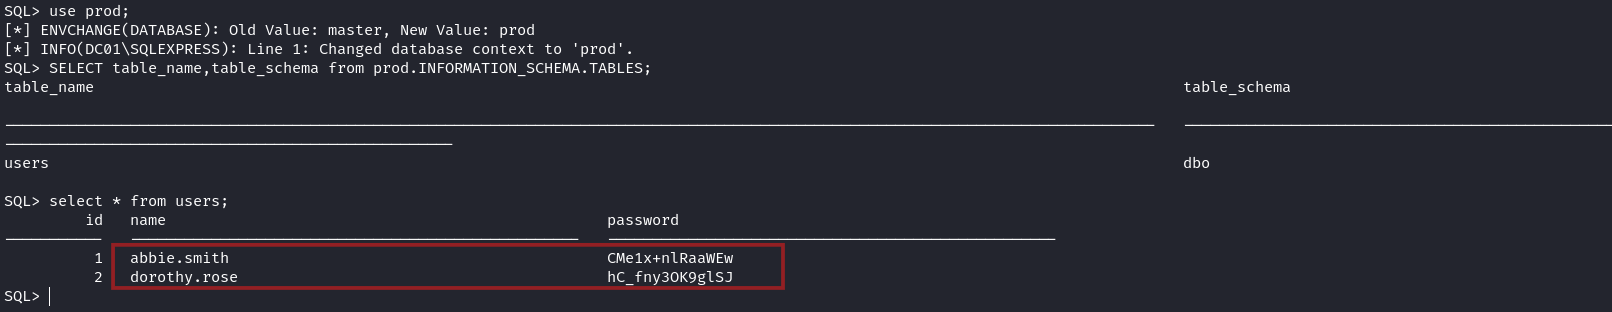 SQL> use prod;
[*] ENVCHANGE(DATABASE): Old Value: master, New Value: prod
[*] INFO(DC01\SQLEXPRESS): Line 1: Changed database context to 'prod'.
SQL> SELECT table_name,table_schema from prod.INFORMATION_SCHEMA.TABLES;
table_name table_schema
users dbo
SQL> select * from users;
id name password
1 abbie.smith CMe1x+nlRaaWEw
2 dorothy.rose hC_fny3OK9glSJ
SQL>